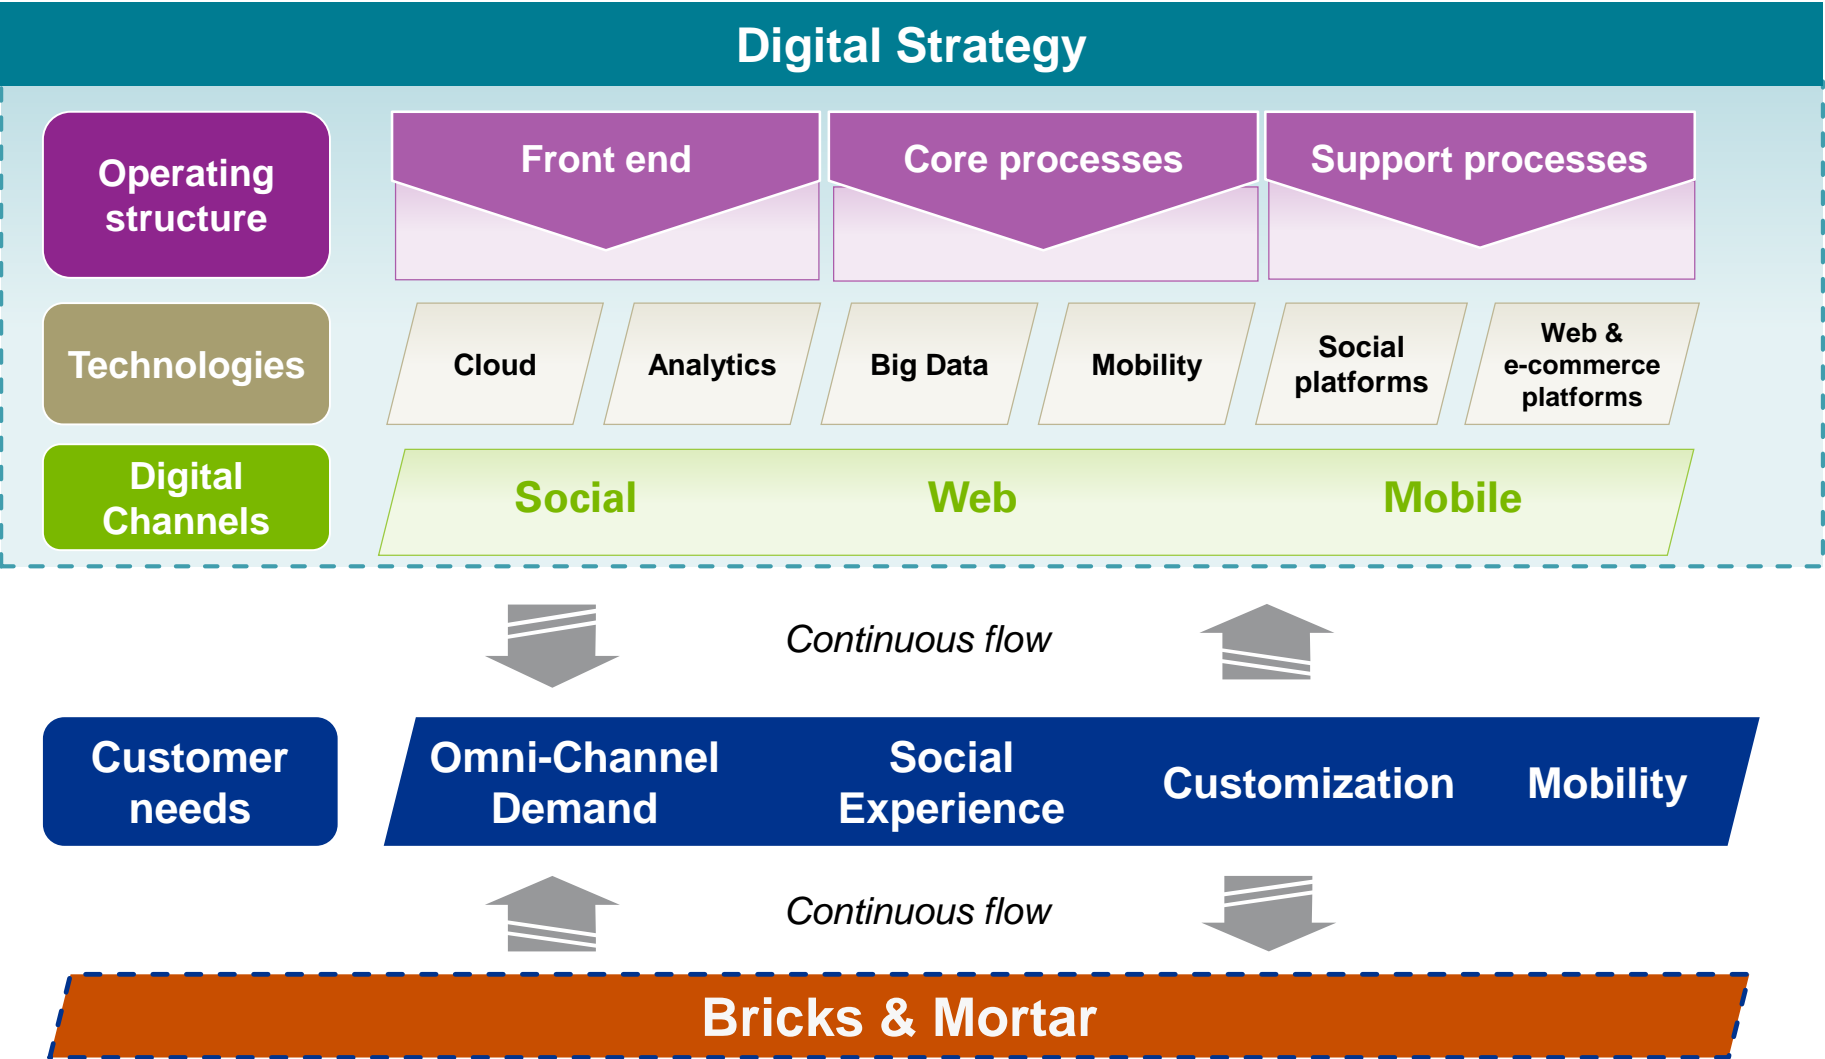 Digital Strategy
Operating
structure
Front end
Core processes
Support processes
Technologies
Cloud
Analytics
Big Data
Mobility
Social
platforms
Web &
e-commerce
platforms
Digital
Channels
Social
Web
Mobile
Continuous flow
Customer
needs
Omni-Channel
Demand
Social
Experience
Customization
Mobility
Continuous flow
Bricks & Mortar